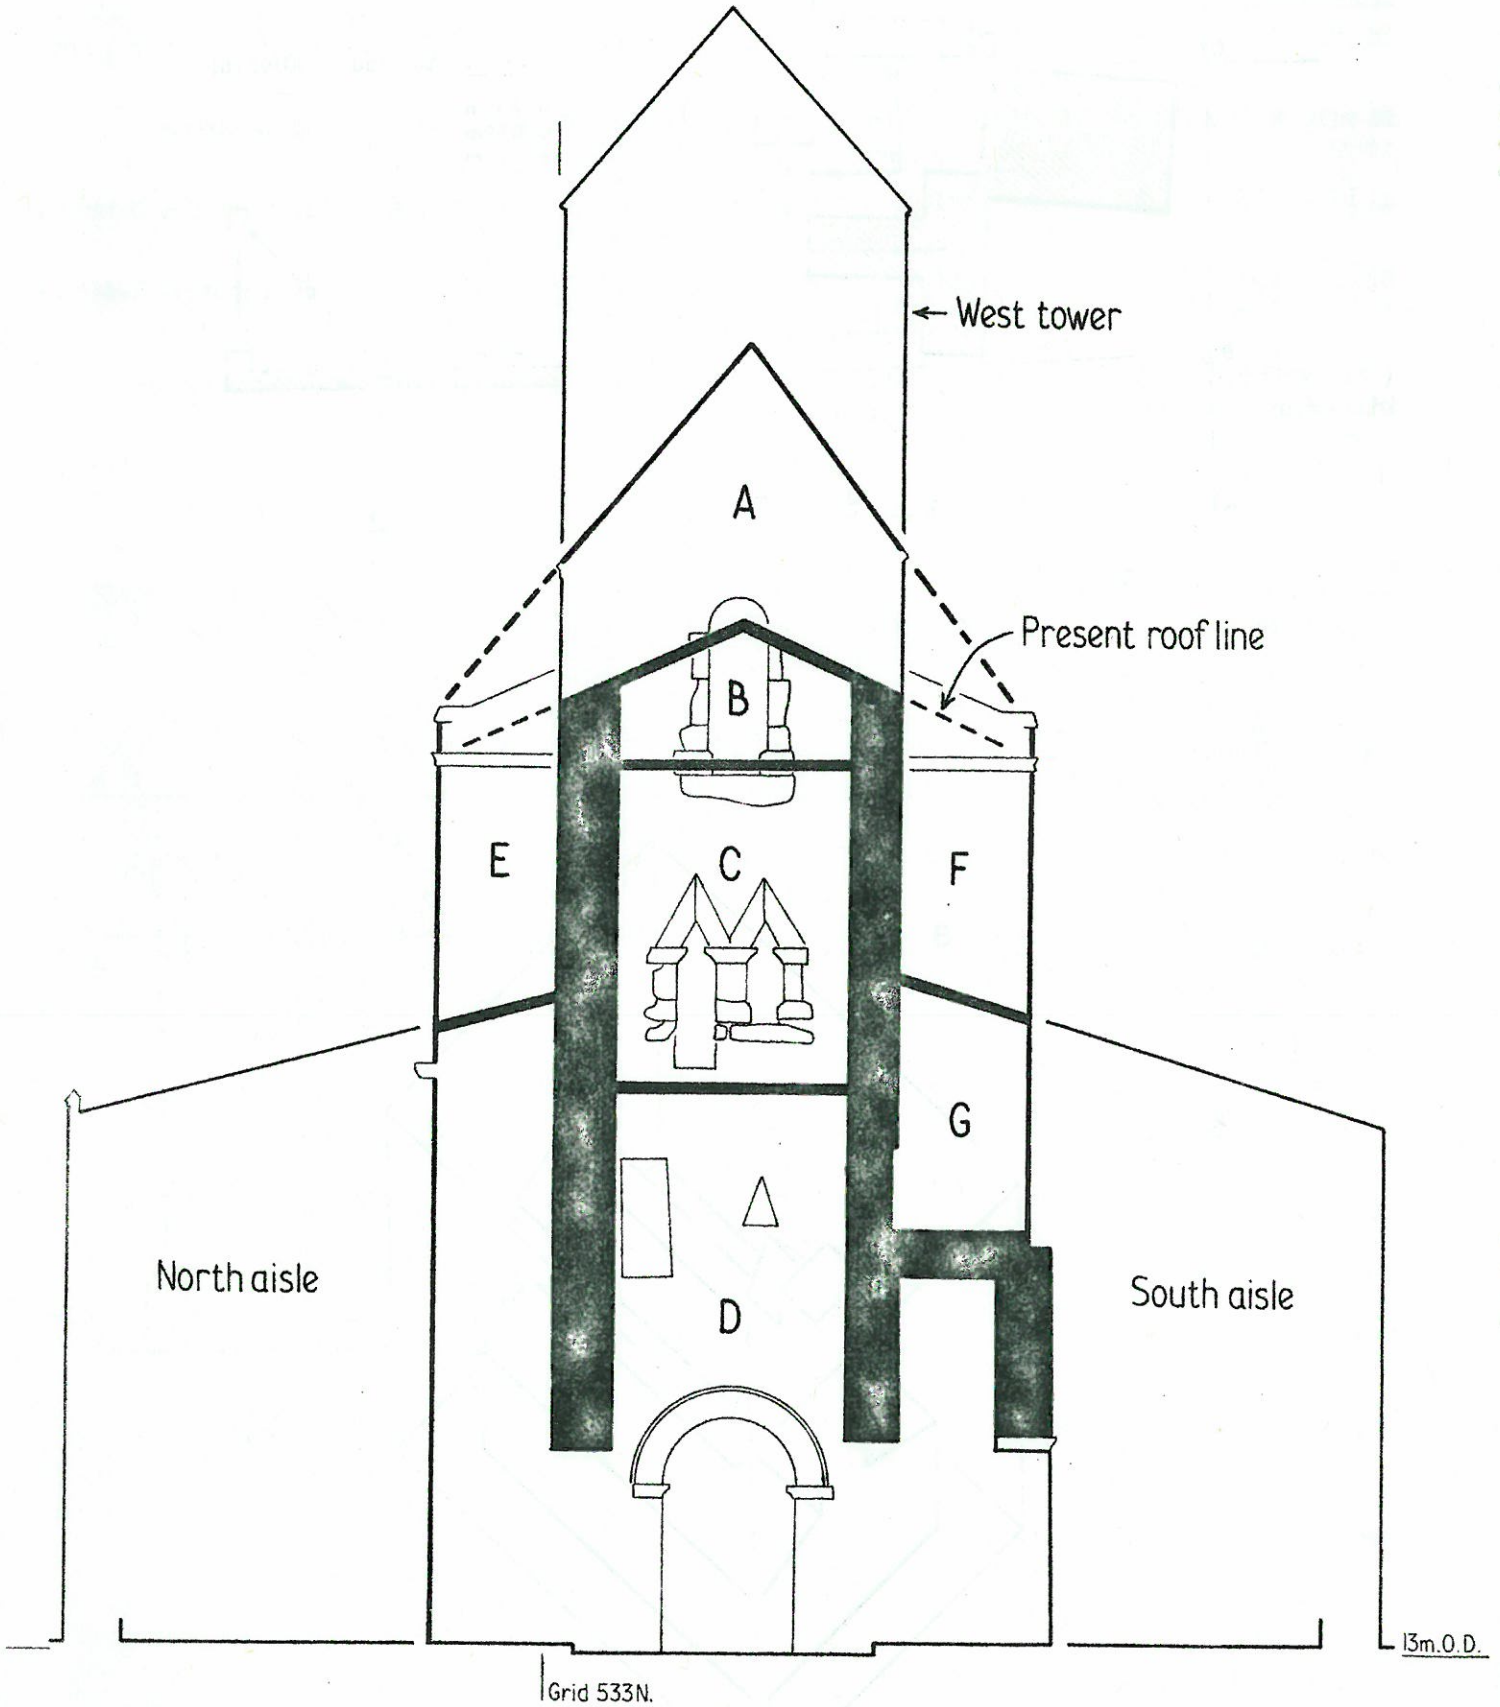 West tower
A
Present roof line
B
E
C
F
G
North aisle
D
South aisle
13m.O.D.
Grid 533N.